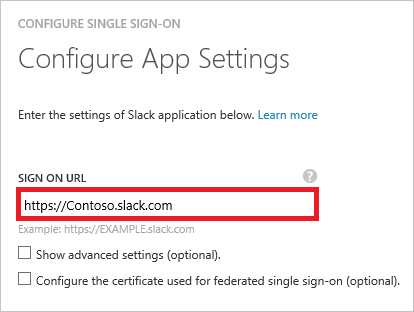 CONFIGURE SINGLE SIGN-ON
Configure App Settings
Enter the settings of Slack application below. Learn more
SIGN ON URL
?
https://Contoso.slack.com
Example: https://EXAMPLE.slack.com
Show advanced settings (optional).
Configure the certificate used for federated single sign-on (optional).